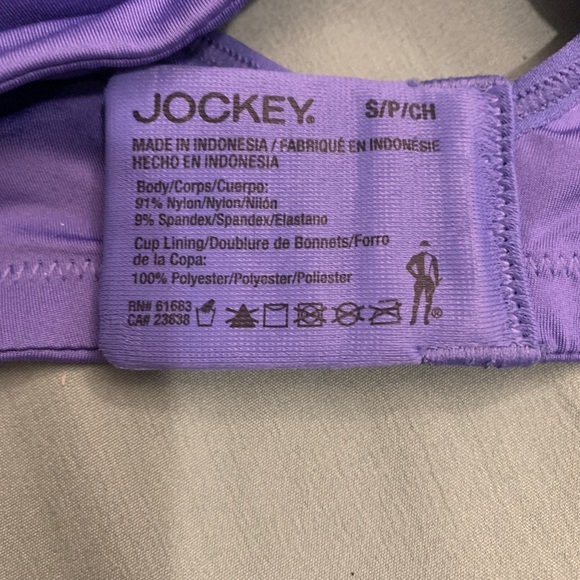 JOCKEY®
S/P/CH
MADE IN INDONESIA / FABRIQUÉ EN INDONÉSIE
HECHO EN INDONESIA
Body/Corps/Cuerpo:
91% Nylon/Nylon/Nilón
9% Spandex/Spandex/Elastano
Cup Lining/Doublure de Bonnets/Forro
de la Copa:
100% Polyester/Polyester/Poliéster
RN# 61683
CA# 23638
®